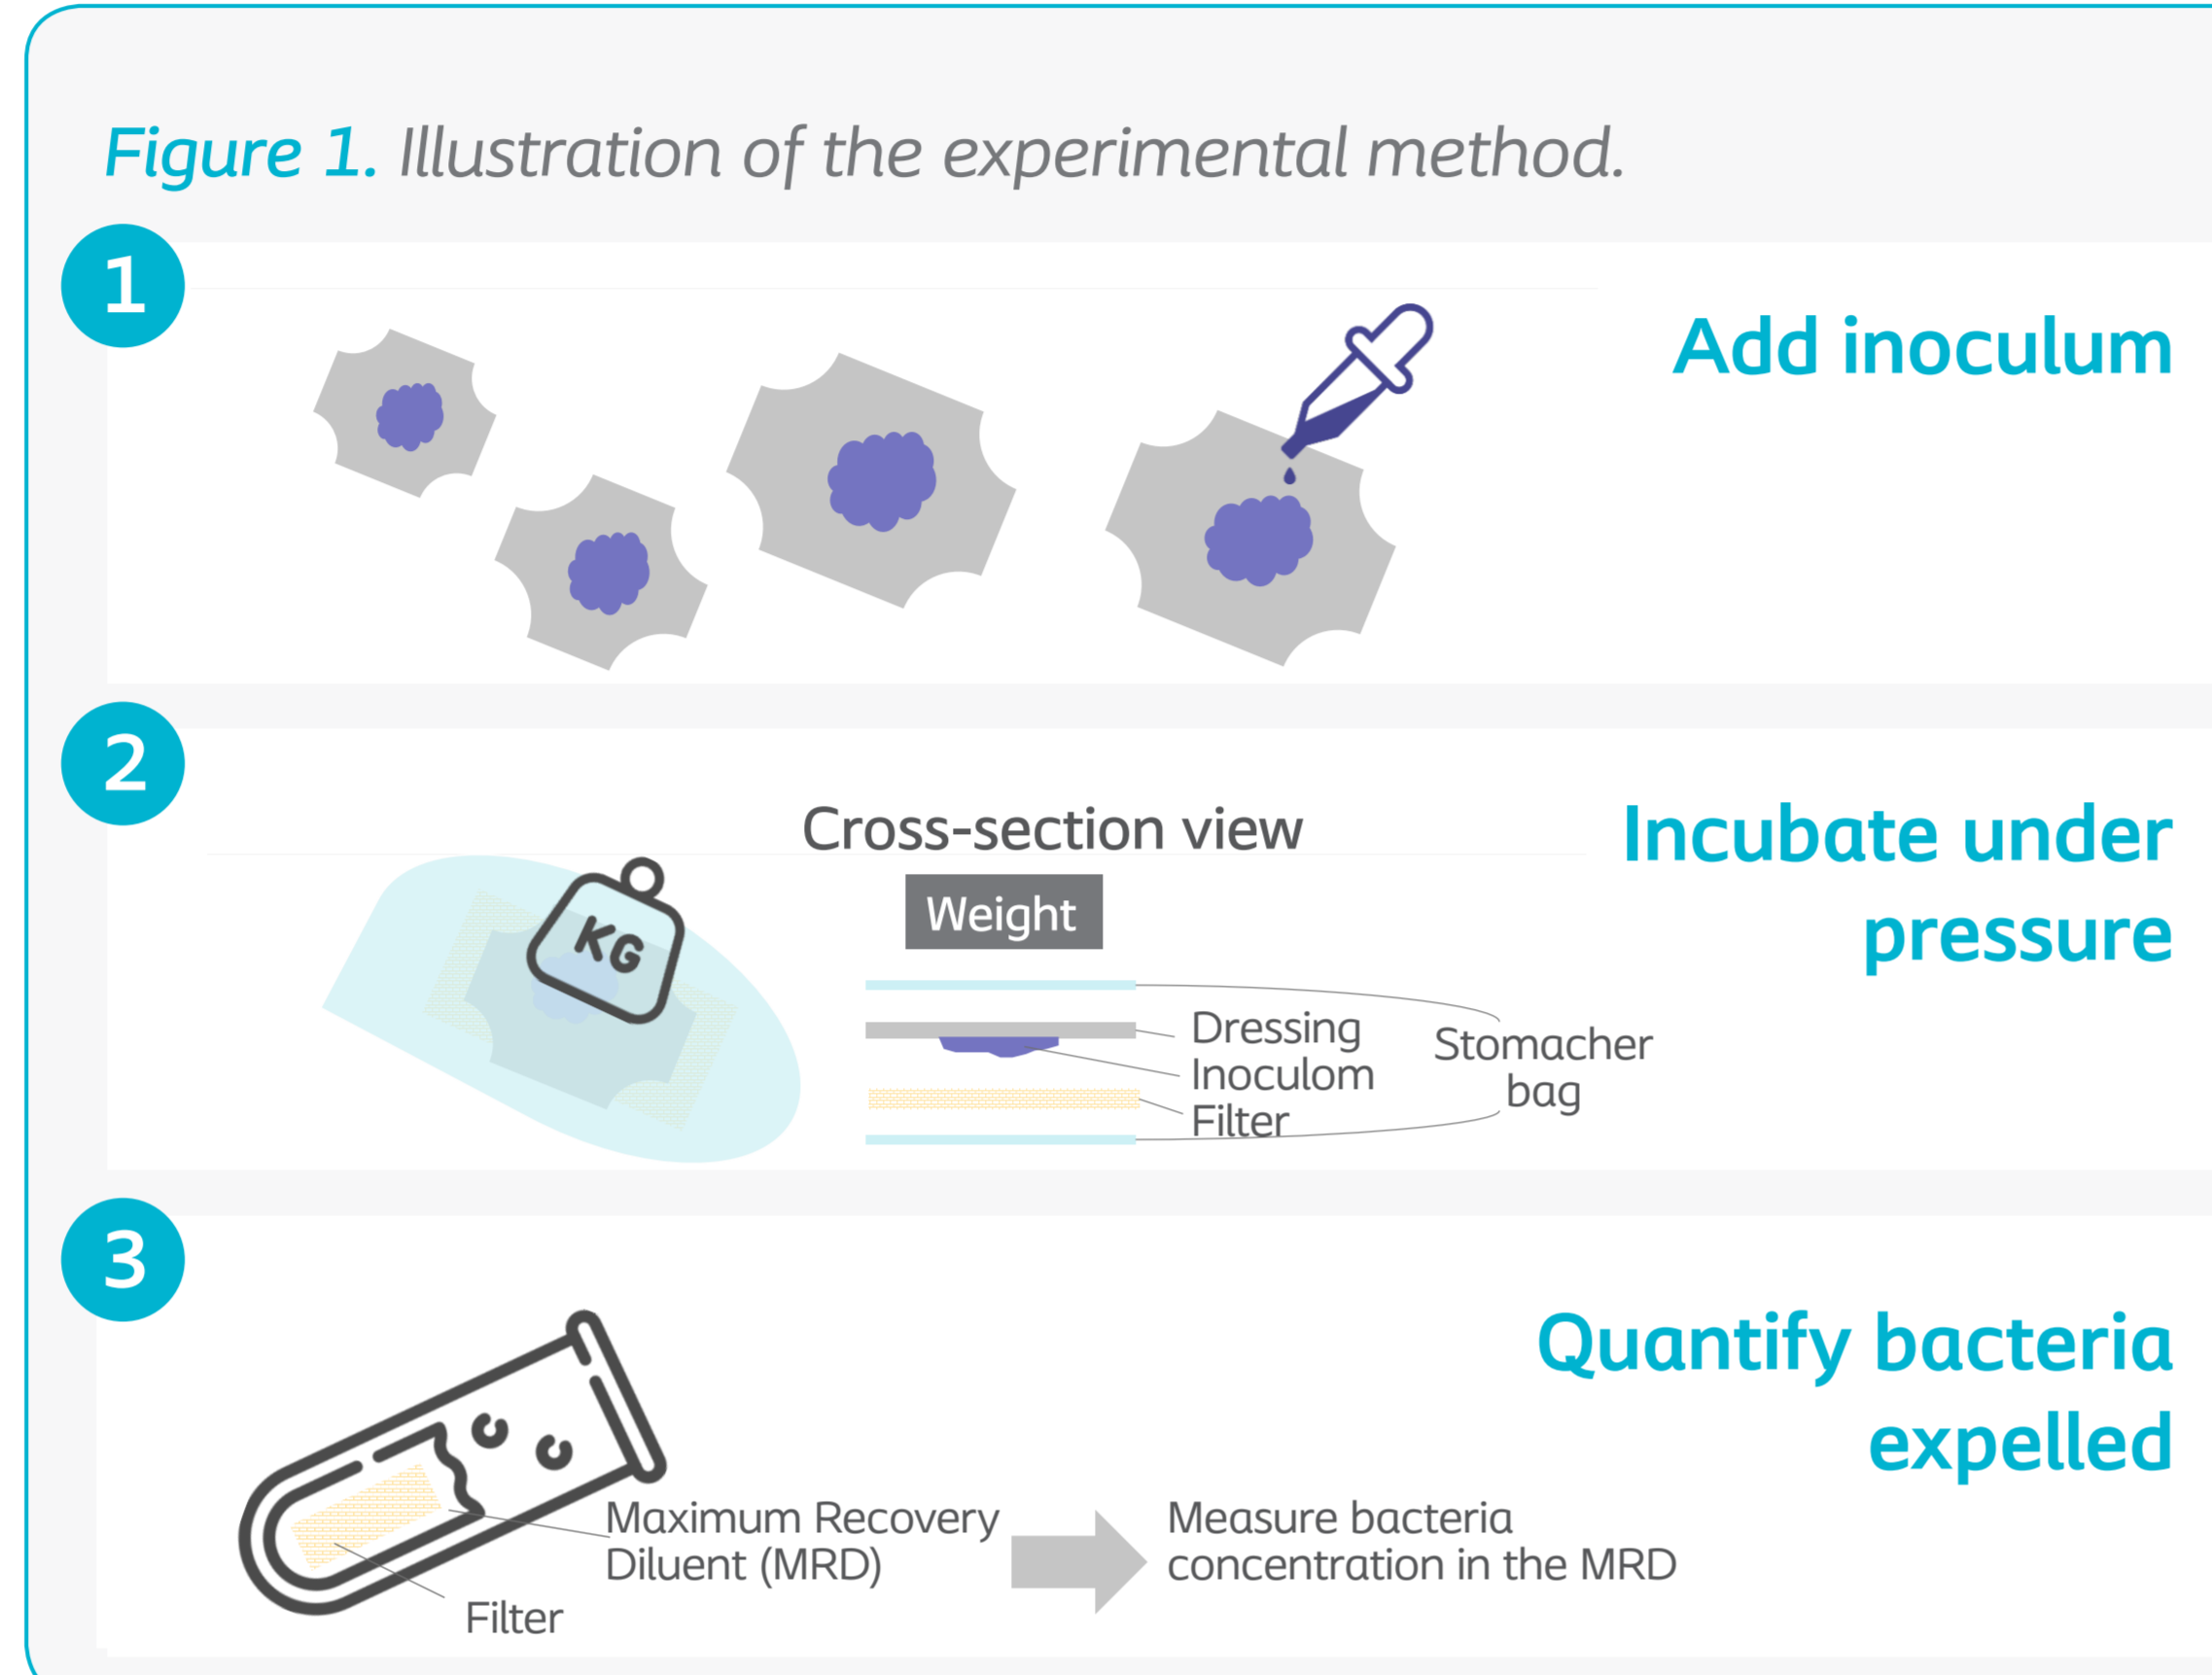 Figure 1. Illustration of the experimental method.
1
Add inoculum
2
Cross-section view
Incubate under
pressure
KG
Weight
Dressing
Inoculom
Filter
Stomacher
bag
3
Quantify bacteria
expelled
Maximum Recovery
Diluent (MRD)
Filter
Measure bacteria
concentration in the MRD